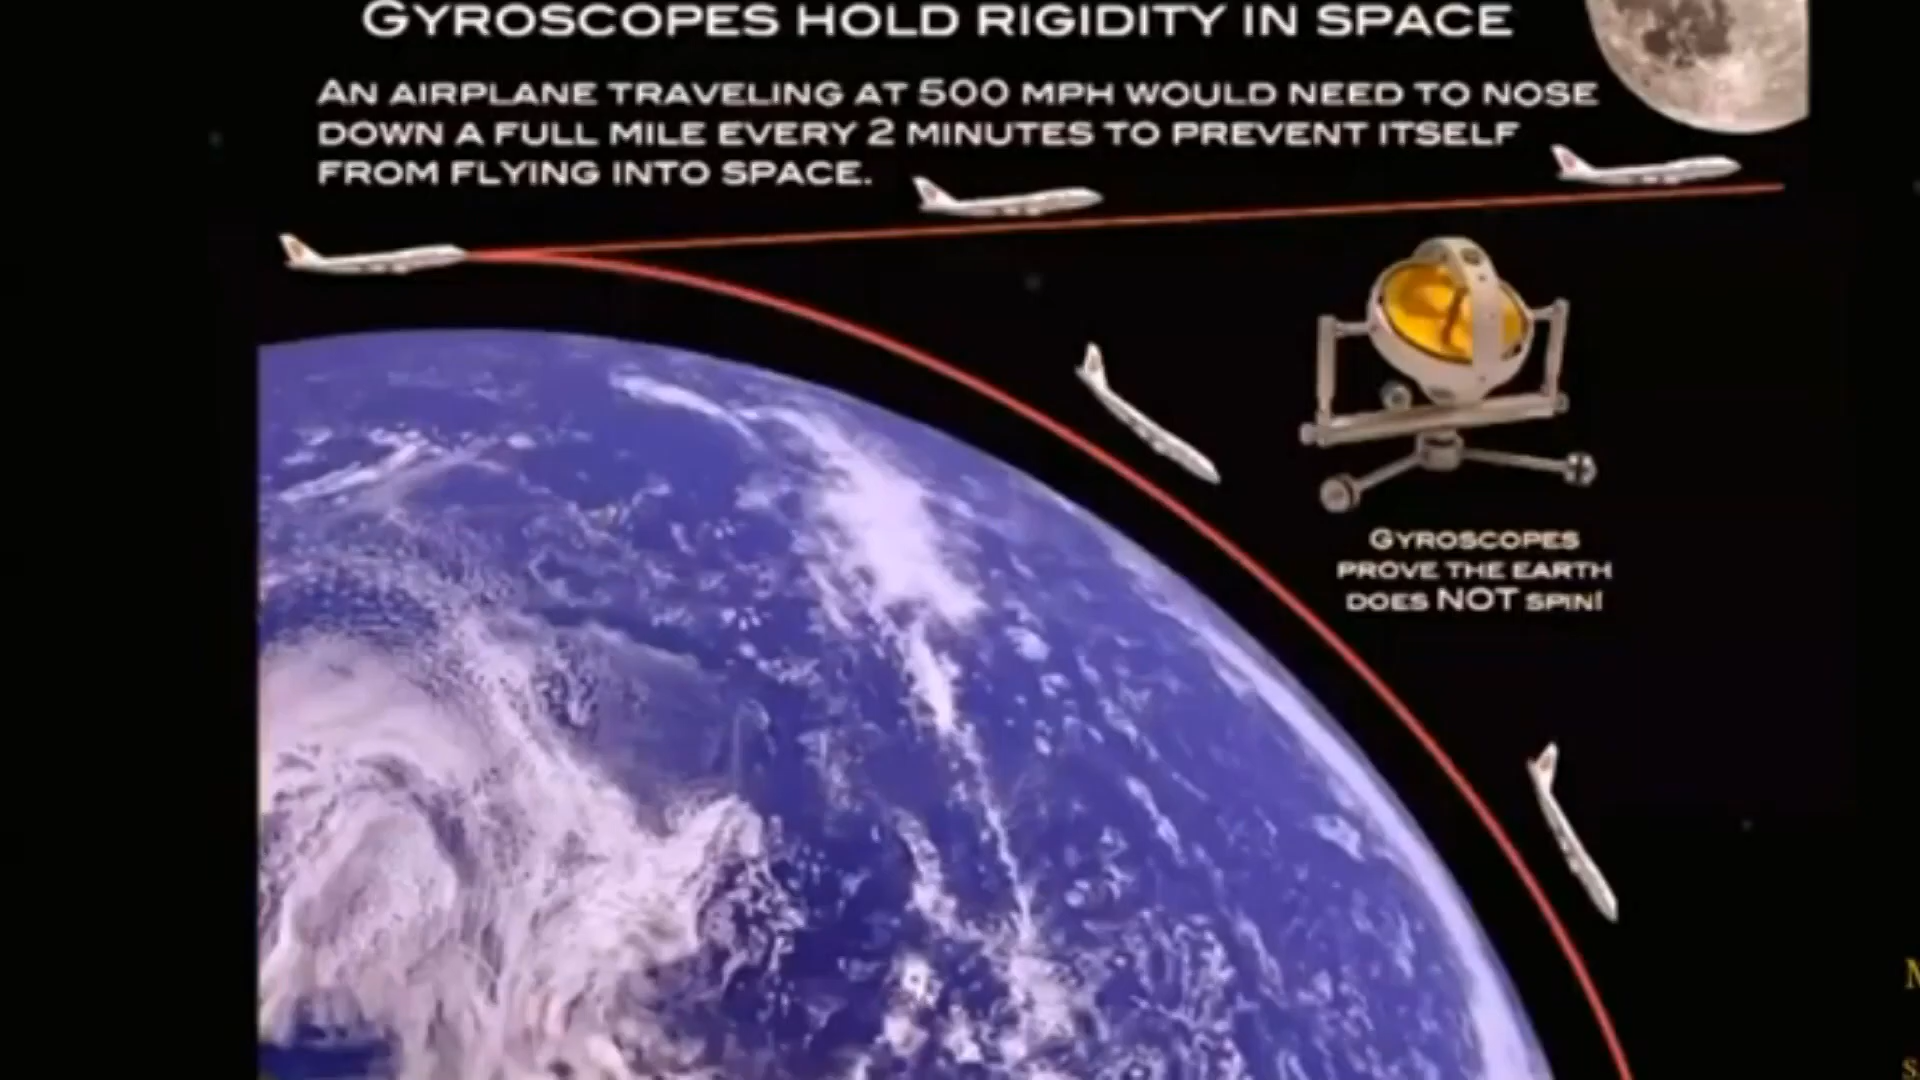 GYROSCOPES HOLD RIGIDITY IN SPACE
AN AIRPLANE TRAVELING AT 500 MPH WOULD NEED TO NOSE
DOWN A FULL MILE EVERY 2 MINUTES TO PREVENT ITSELF
FROM FLYING INTO SPACE.
GYROSCOPES
PROVE THE EARTH
DOES NOT SPIN!